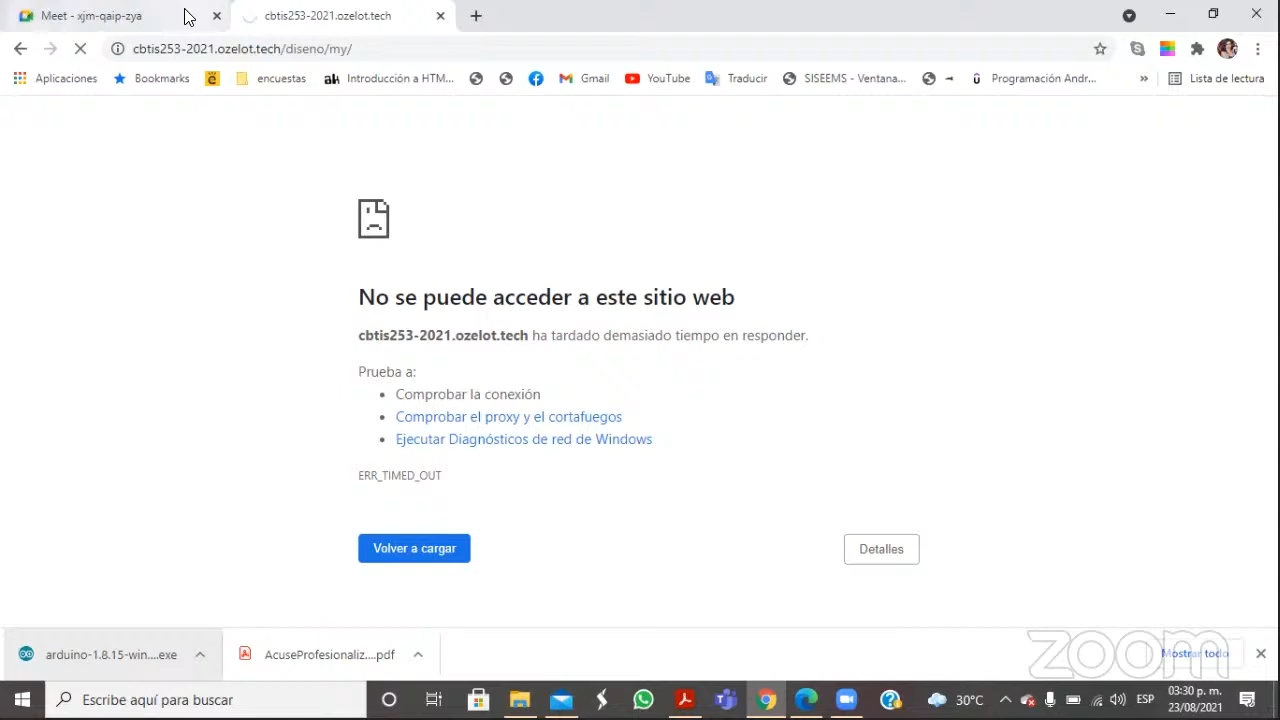 Meet - xjm-qaip-zya
cbtis253-2021.ozelot.tech
cbtis253-2021.ozelot.tech/diseno/my/
Aplicaciones Bookmarks encuestas Introducción a HTM... Gmail YouTube Traducir SISEEMS - Ventana... Programación Andr... » Lista de lectura
No se puede acceder a este sitio web
cbtis253-2021.ozelot.tech ha tardado demasiado tiempo en responder.
Prueba a:
Comprobar la conexión
Comprobar el proxy y el cortafuegos
Ejecutar Diagnósticos de red de Windows
ERR_TIMED_OUT
Volver a cargar
Detalles
arduino-1.8.15-win....exe
AcuseProfesionaliz....pdf
Mostrar todo
zoom
Escribe aquí para buscar
30°C
ESP
03:30 p. m.
23/08/2021